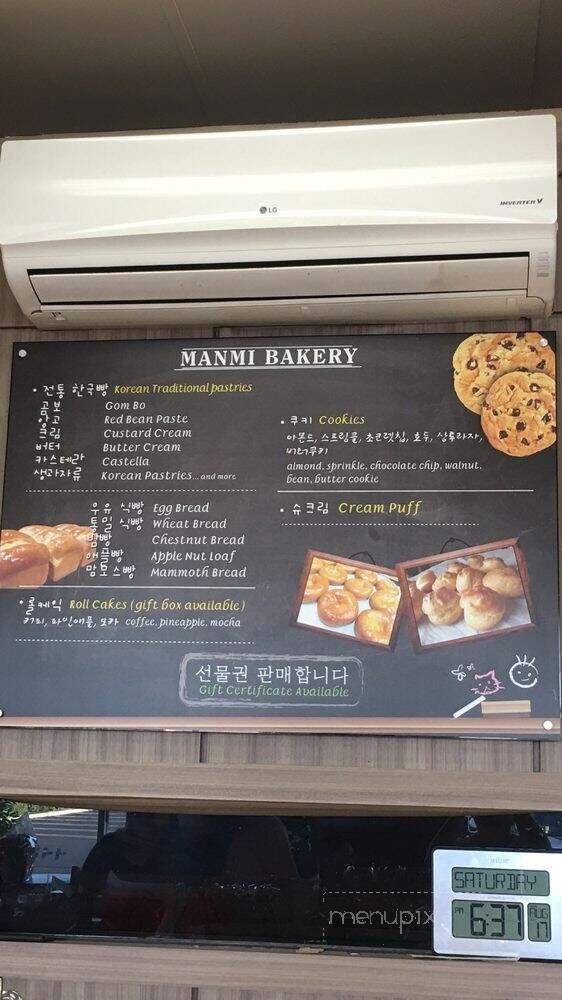 LG
INVERTER V
MANMI BAKERY
• 전통 한국빵 Korean Traditional pastries
곰보 Gom Bo
앙고 Red Bean Paste
크림 Custard Cream
버터 Butter Cream
카스테라 Castella
생과자류 Korean Pastries... and more
우유 식빵 Egg Bread
통밀 식빵 Wheat Bread
밤빵 Chestnut Bread
애플빵 Apple Nut Loaf
맘모스빵 Mammoth Bread
• 롤케익 Roll Cakes (gift box available)
커피, 파인애플, 모카 coffee, pineapple, mocha
• 쿠키 Cookies
아몬드, 스프링클, 초코렛칩, 호두, 상투과자,
버터쿠키
almond, sprinkle, chocolate chip, walnut,
bean, butter cookie
• 슈크림 Cream Puff
선물권 판매합니다
Gift Certificate Available
SATURDAY
PM 6:37 AUG 17
menupix